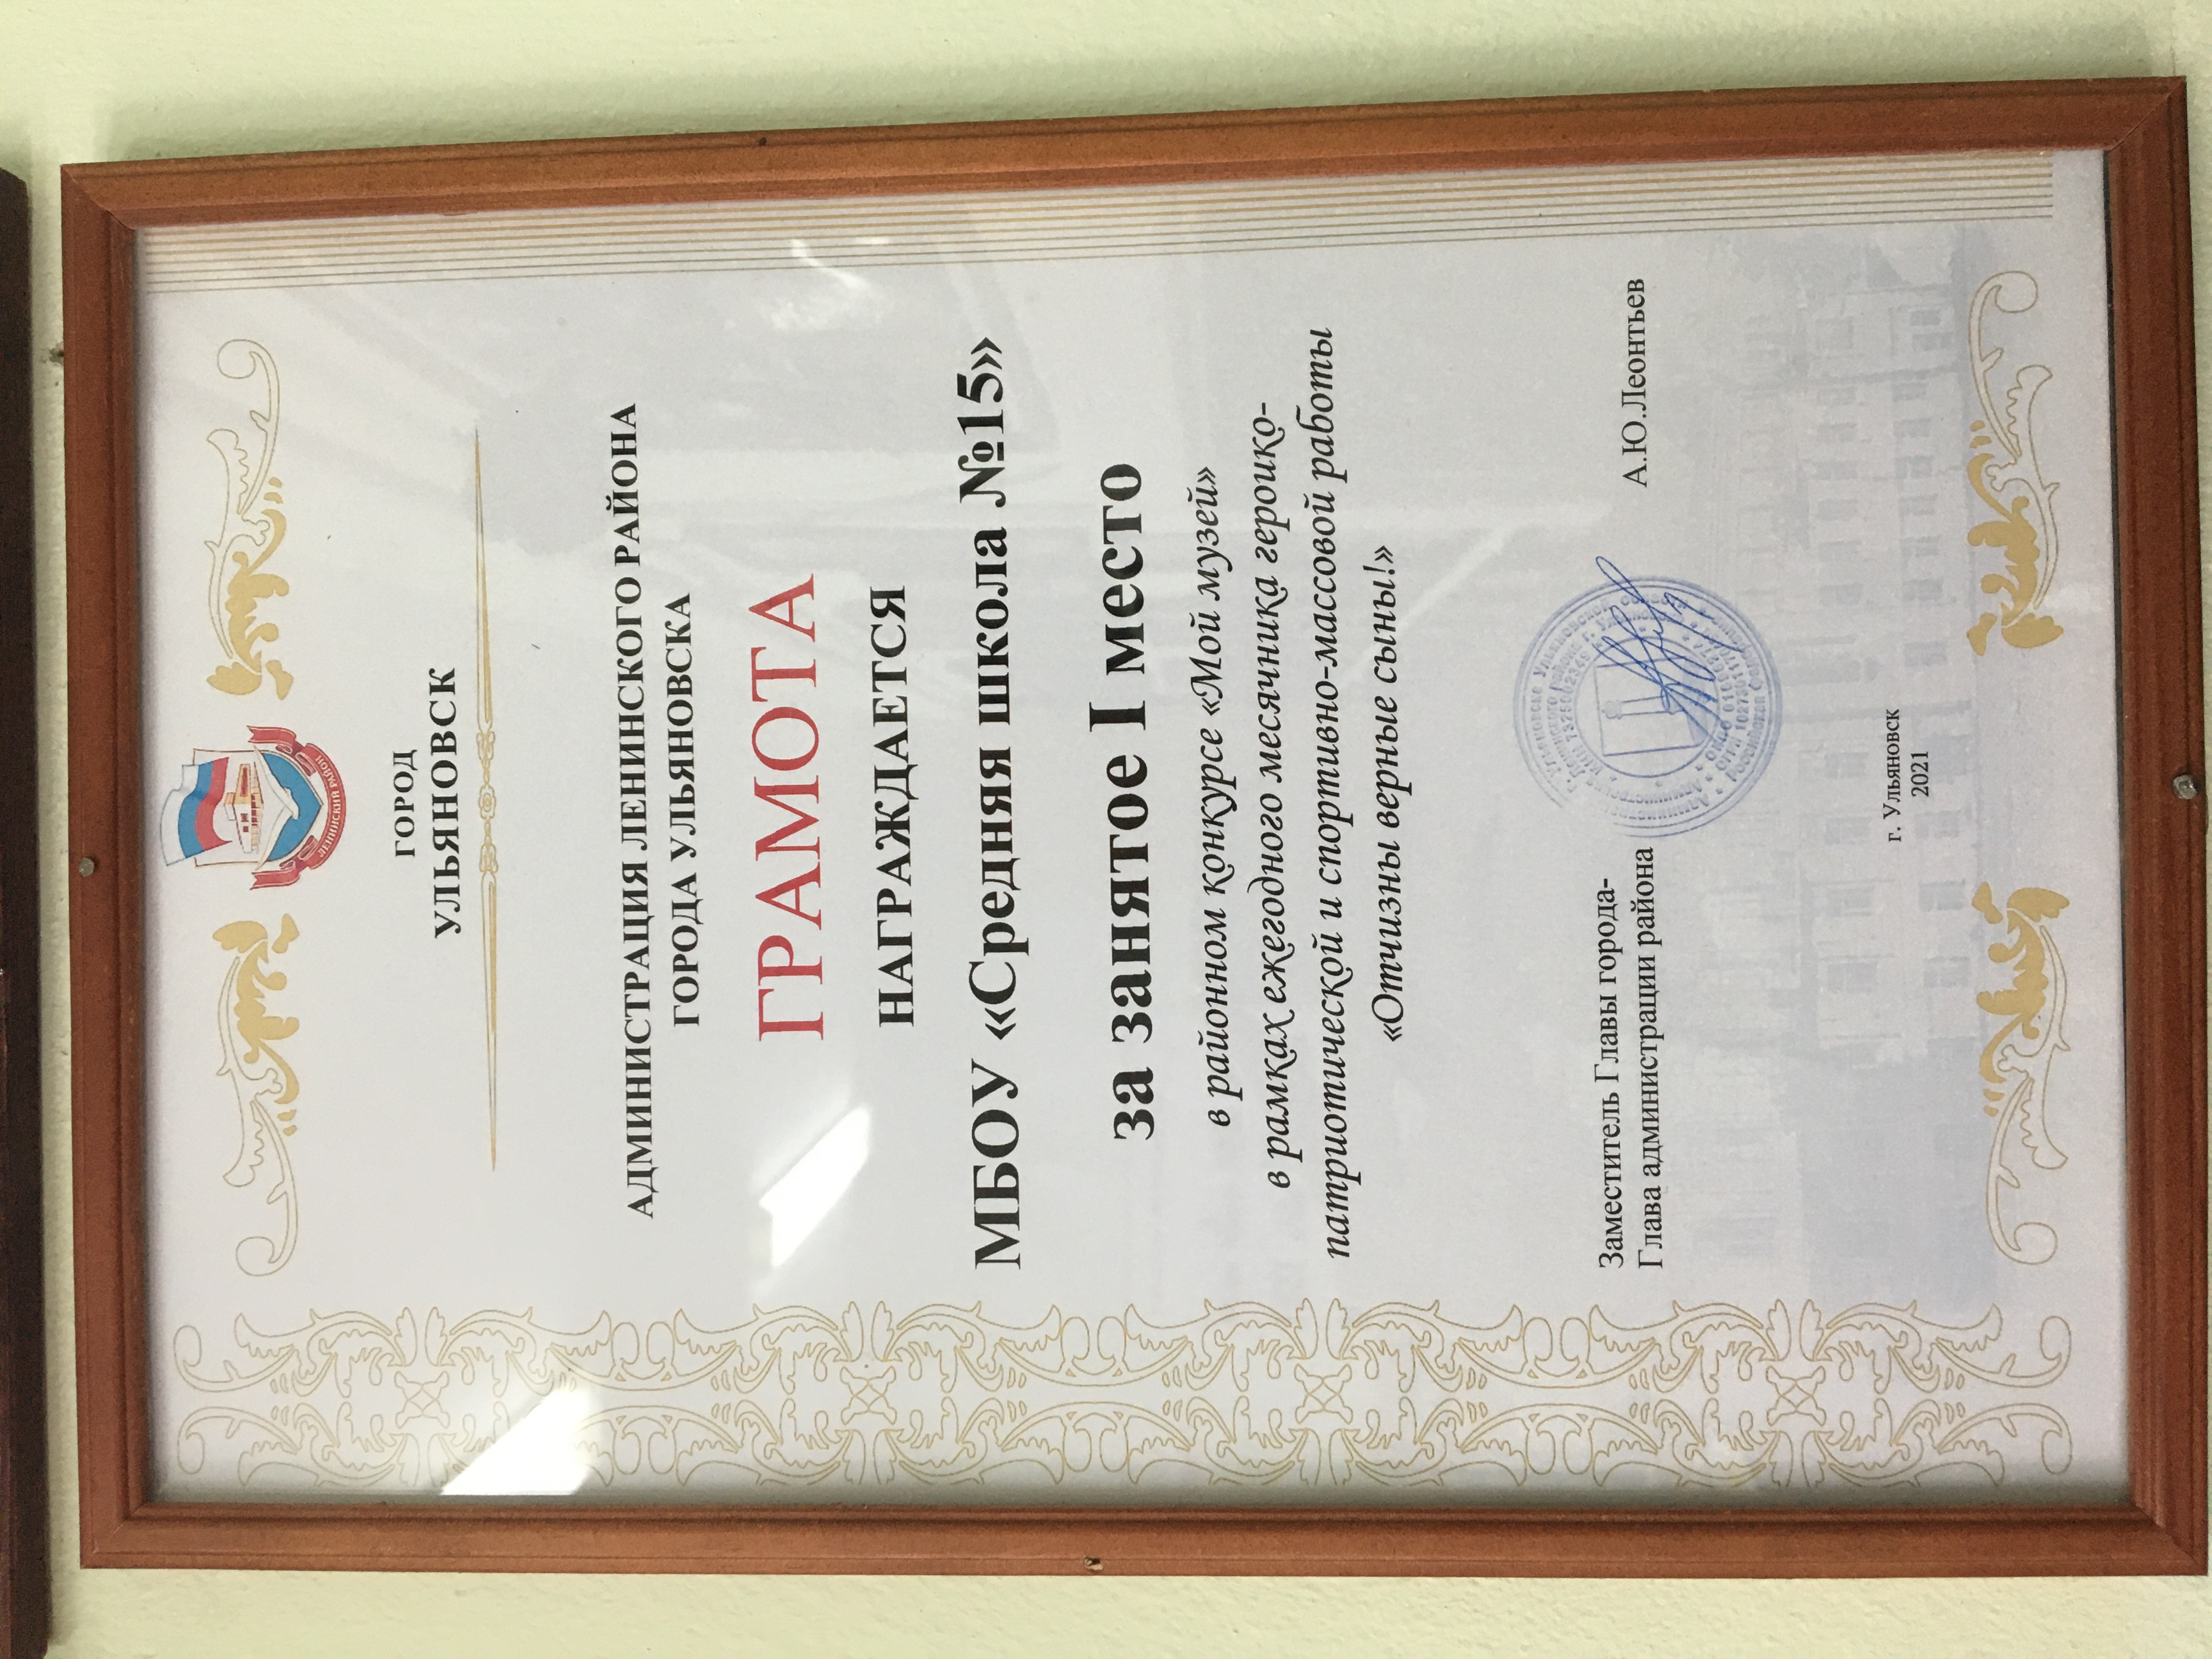 ЛЕНИНСКИЙ РАЙОН
ГОРОД
УЛЬЯНОВСК
АДМИНИСТРАЦИЯ ЛЕНИНСКОГО РАЙОНА
ГОРОДА УЛЬЯНОВСКА
ГРАМОТА
НАГРАЖДАЕТСЯ
МБОУ «Средняя школа №15»
за занятое I место
в районном конкурсе «Мой музей»
в рамках ежегодного месячника героико-
патриотической и спортивно-массовой работы
«Отчизны верные сыны!»
Заместитель Главы города-
Глава администрации района
А.Ю.Леонтьев
Российская
г. Ульяновск
2021